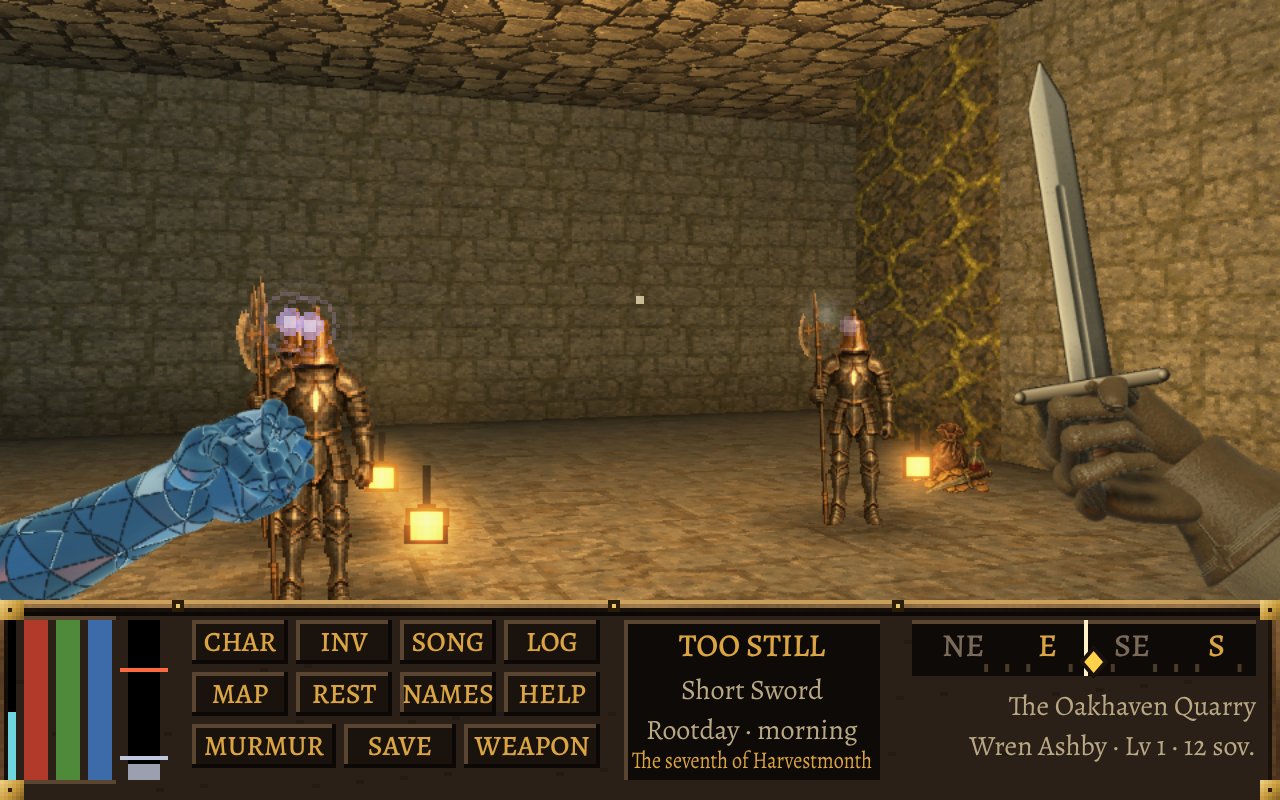 CHAR INV SONG LOG
MAP REST NAMES HELP
MURMUR SAVE WEAPON
TOO STILL
Short Sword
Rootday · morning
The seventh of Harvestmonth
NE E SE S
The Oakhaven Quarry
Wren Ashby · Lv 1 · 12 sov.